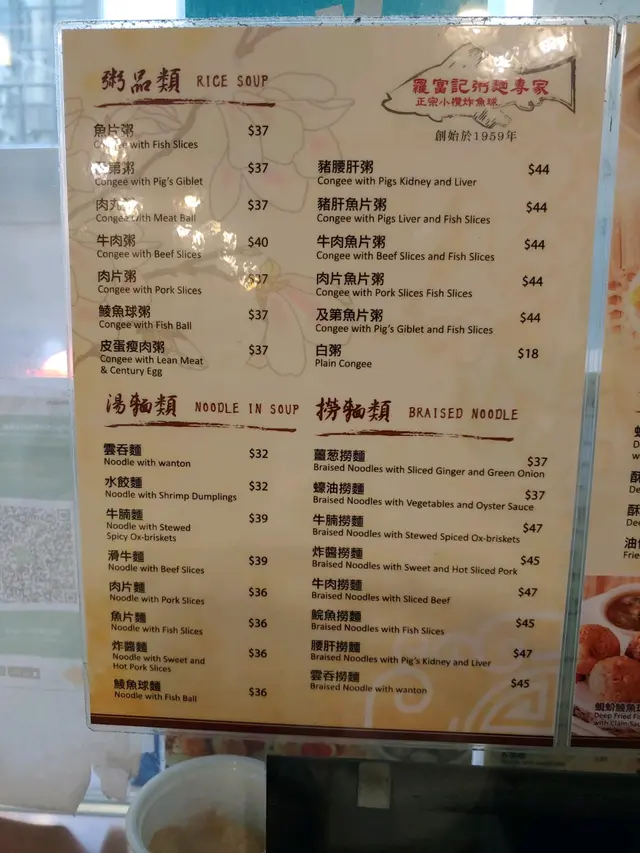 粥品類 RICE SOUP
羅富記粥麵專家
正宗小欖炸魚球
創始於1959年
魚片粥 $37
with Fish Slices
第粥 $37
Congee with Pig's Giblet
肉丸 $37
Congee with Meat Ball
牛肉粥 $40
Congee with Beef Slices
肉片粥 $37
Congee with Pork Slices
鯪魚球粥 $37
Congee with Fish Ball
皮蛋瘦肉粥 $37
Congee with Lean Meat
& Century Egg
豬腰肝粥 $44
Congee with Pigs Kidney and Liver
豬肝魚片粥 $44
Congee with Pigs Liver and Fish Slices
牛肉魚片粥 $44
Congee with Beef Slices and Fish Slices
肉片魚片粥 $44
Congee with Pork Slices Fish Slices
及第魚片粥 $44
Congee with Pig's Giblet and Fish Slices
白粥 $18
Plain Congee
湯麵類 NOODLE IN SOUP
雲吞麵 $32
Noodle with wanton
水餃麵 $32
Noodle with Shrimp Dumplings
牛腩麵 $39
Noodle with Stewed
Spicy Ox-briskets
滑牛麵 $39
Noodle with Beef Slices
肉片麵 $36
Noodle with Pork Slices
魚片麵 $36
Noodle with Fish Slices
炸醬麵 $36
Noodle with Sweet and
Hot Pork Slices
鯪魚球麵 $36
Noodle with Fish Ball
撈麵類 BRAISED NOODLE
薑葱撈麵 $37
Braised Noodles with Sliced Ginger and Green Onion
蠔油撈麵 $37
Braised Noodles with Vegetables and Oyster Sauce
牛腩撈麵 $47
Braised Noodles with Stewed Spiced Ox-briskets
炸醬撈麵 $45
Braised Noodles with Sweet and Hot Sliced Pork
牛肉撈麵 $47
Braised Noodles with Sliced Beef
鯇魚撈麵 $45
Braised Noodles with Fish Slices
腰肝撈麵 $47
Braised Noodles with Pig's Kidney and Liver
雲吞撈麵 $45
Braised Noodle with wanton
酥
酥
油
Deep Fried
with Clam Sau